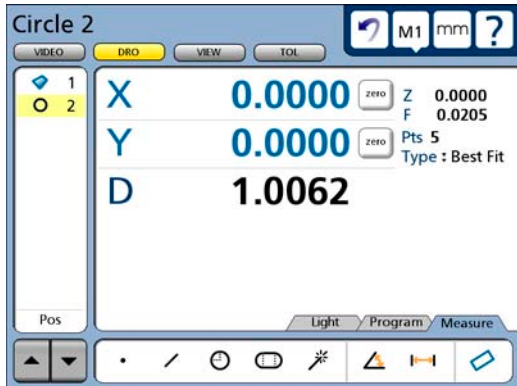 Circle 2
M1 mm ?
VIDEO DRO VIEW TOL
1
2
X 0.0000 zero
Y 0.0000 zero
D 1.0062
Z 0.0000
F 0.0205
Pts 5
Type : Best Fit
Pos
Light Program Measure